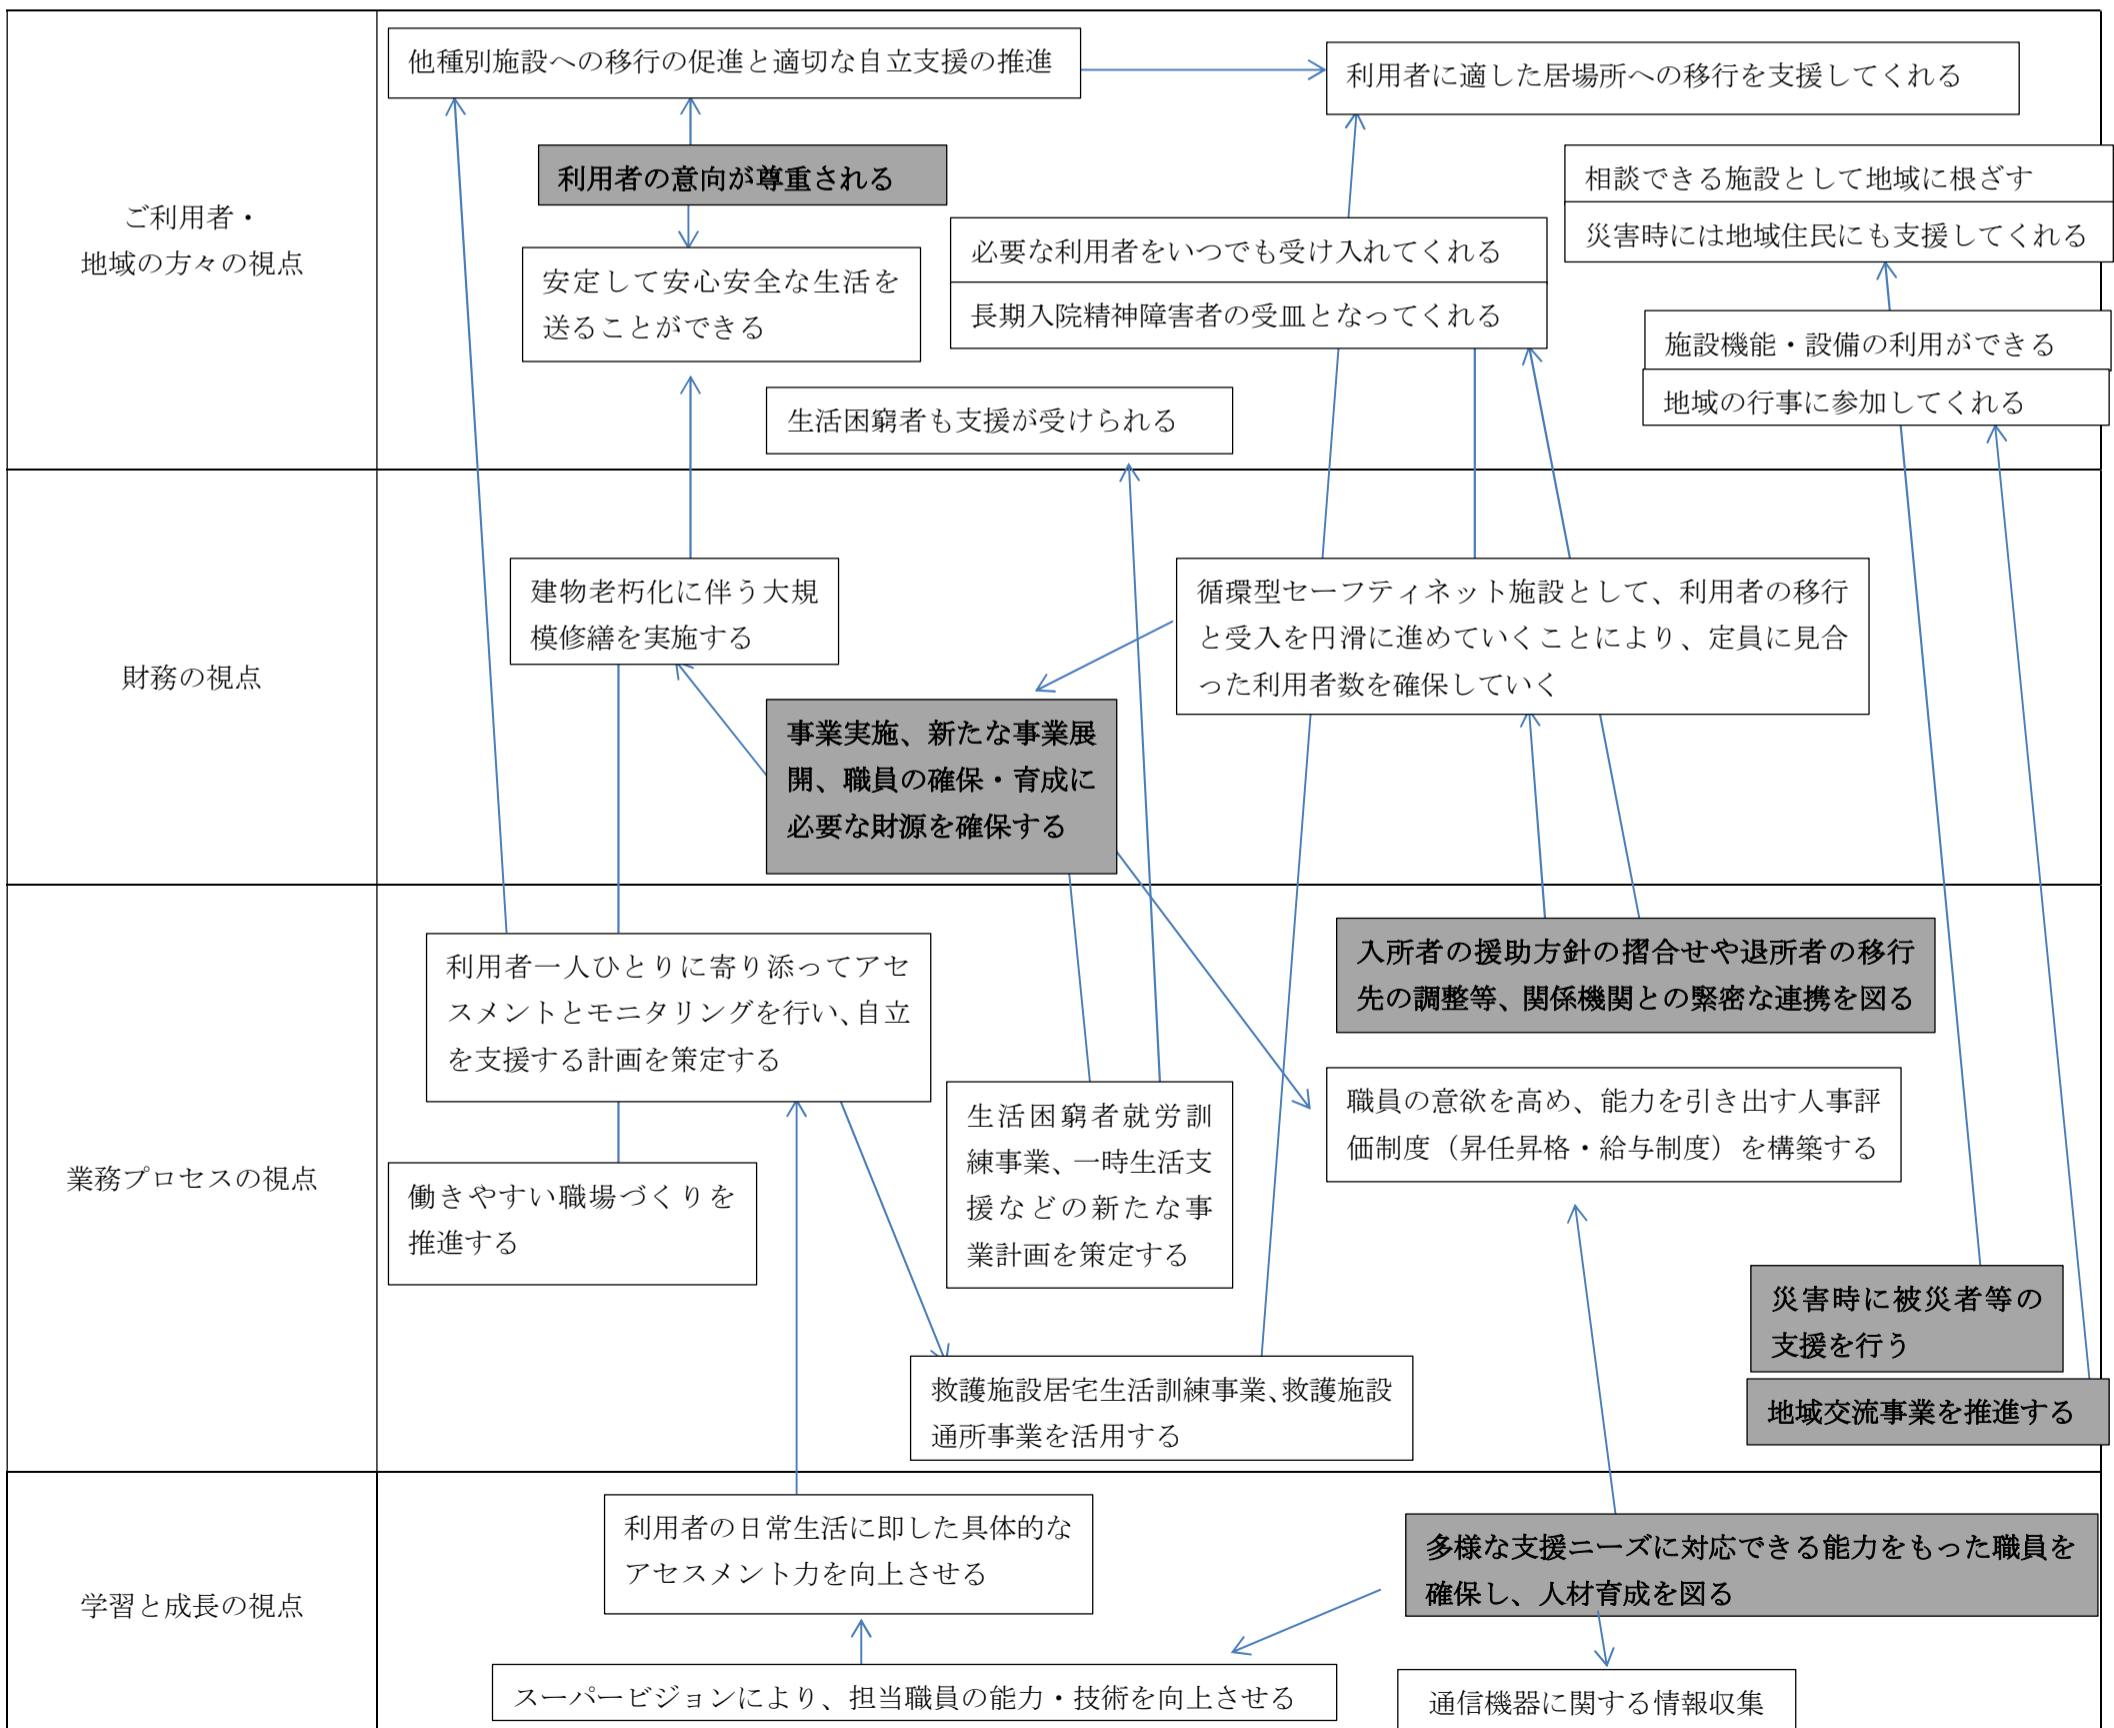 ご利用者・
地域の方々の視点
他種別施設への移行の促進と適切な自立支援の推進
利用者に適した居場所への移行を支援してくれる
利用者の意向が尊重される
相談できる施設として地域に根ざす
災害時には地域住民にも支援してくれる
必要な利用者をいつでも受け入れてくれる
長期入院精神障害者の受皿となってくれる
安定して安心安全な生活を
送ることができる
施設機能・設備の利用ができる
地域の行事に参加してくれる
生活困窮者も支援が受けられる
財務の視点
建物老朽化に伴う大規
模修繕を実施する
循環型セーフティネット施設として、利用者の移行
と受入を円滑に進めていくことにより、定員に見合
った利用者数を確保していく
事業実施、新たな事業展
開、職員の確保・育成に
必要な財源を確保する
業務プロセスの視点
利用者一人ひとりに寄り添ってアセ
スメントとモニタリングを行い、自立
を支援する計画を策定する
入所者の援助方針の摺合せや退所者の移行
先の調整等、関係機関との緊密な連携を図る
生活困窮者就労訓
練事業、一時生活支
援などの新たな事
業計画を策定する
職員の意欲を高め、能力を引き出す人事評
価制度（昇任昇格・給与制度）を構築する
働きやすい職場づくりを
推進する
災害時に被災者等の
支援を行う
地域交流事業を推進する
救護施設居宅生活訓練事業、救護施設
通所事業を活用する
学習と成長の視点
利用者の日常生活に即した具体的な
アセスメント力を向上させる
多様な支援ニーズに対応できる能力をもった職員を
確保し、人材育成を図る
スーパービジョンにより、担当職員の能力・技術を向上させる
通信機器に関する情報収集